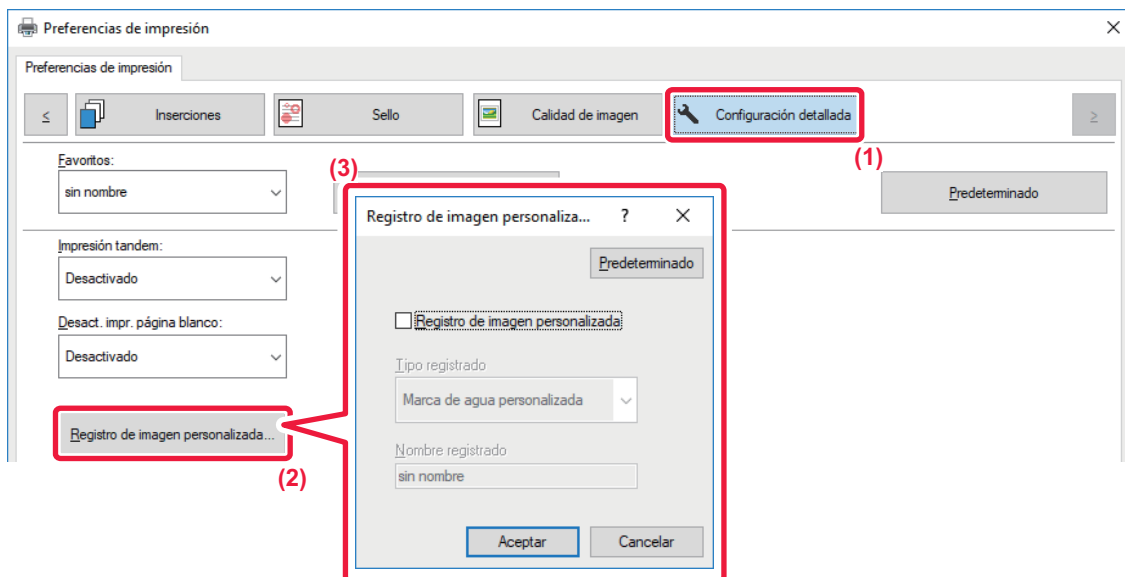 Preferencias de impresión
Preferencias de impresión
< Inserciones Sello Calidad de imagen Configuración detallada >
(1)
Favoritos:
sin nombre
Predeterminado
Impresión tandem:
Desactivado
Desact. impr. página blanco:
Desactivado
Registro de imagen personalizada...
(2)
(3)
Registro de imagen personaliza... ?
Predeterminado
Registro de imagen personalizada
Tipo registrado
Marca de agua personalizada
Nombre registrado
sin nombre
Aceptar Cancelar